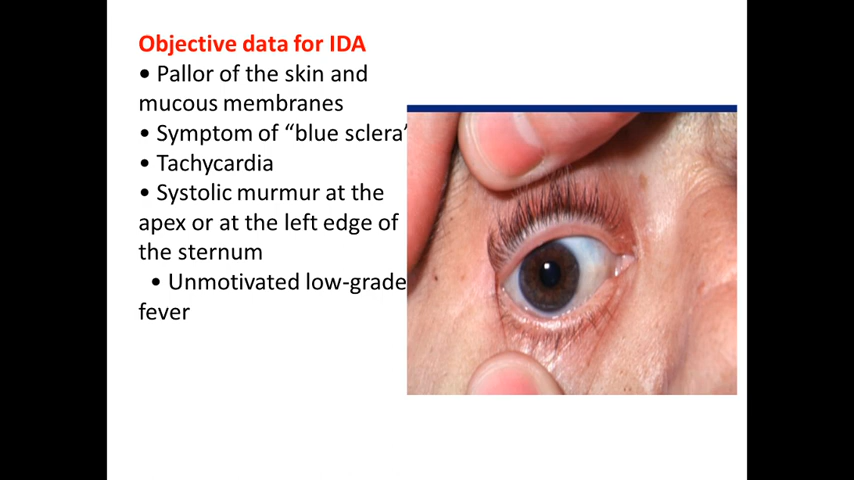 Objective data for IDA
• Pallor of the skin and
mucous membranes
• Symptom of “blue sclera’
• Tachycardia
• Systolic murmur at the
apex or at the left edge of
the sternum
• Unmotivated low-grade
fever